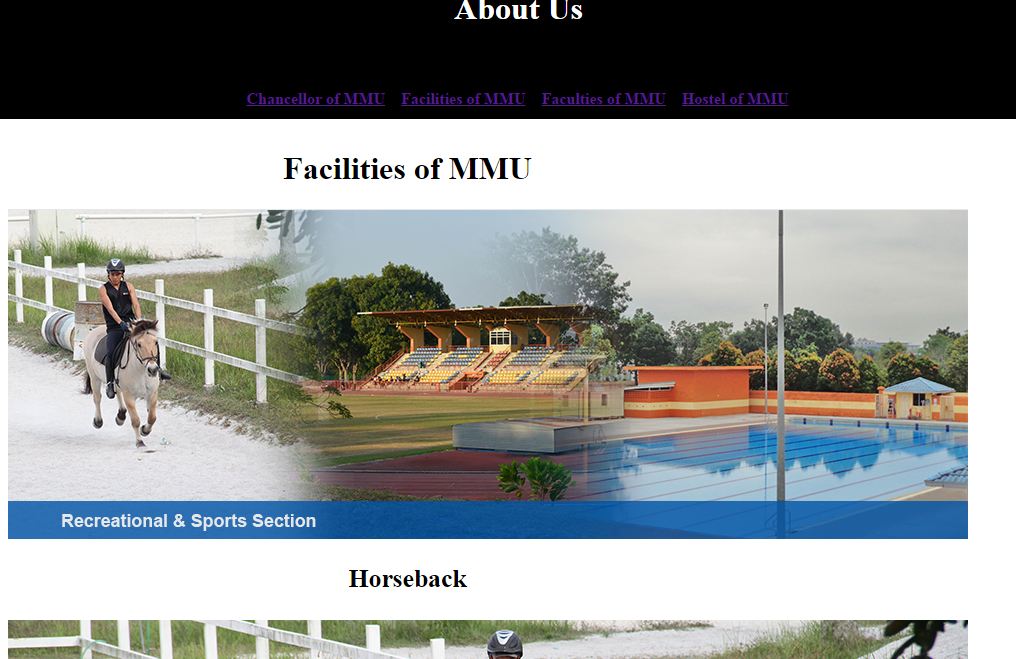 About Us
Chancellor of MMU Facilities of MMU Faculties of MMU Hostel of MMU
Facilities of MMU
Recreational & Sports Section
Horseback